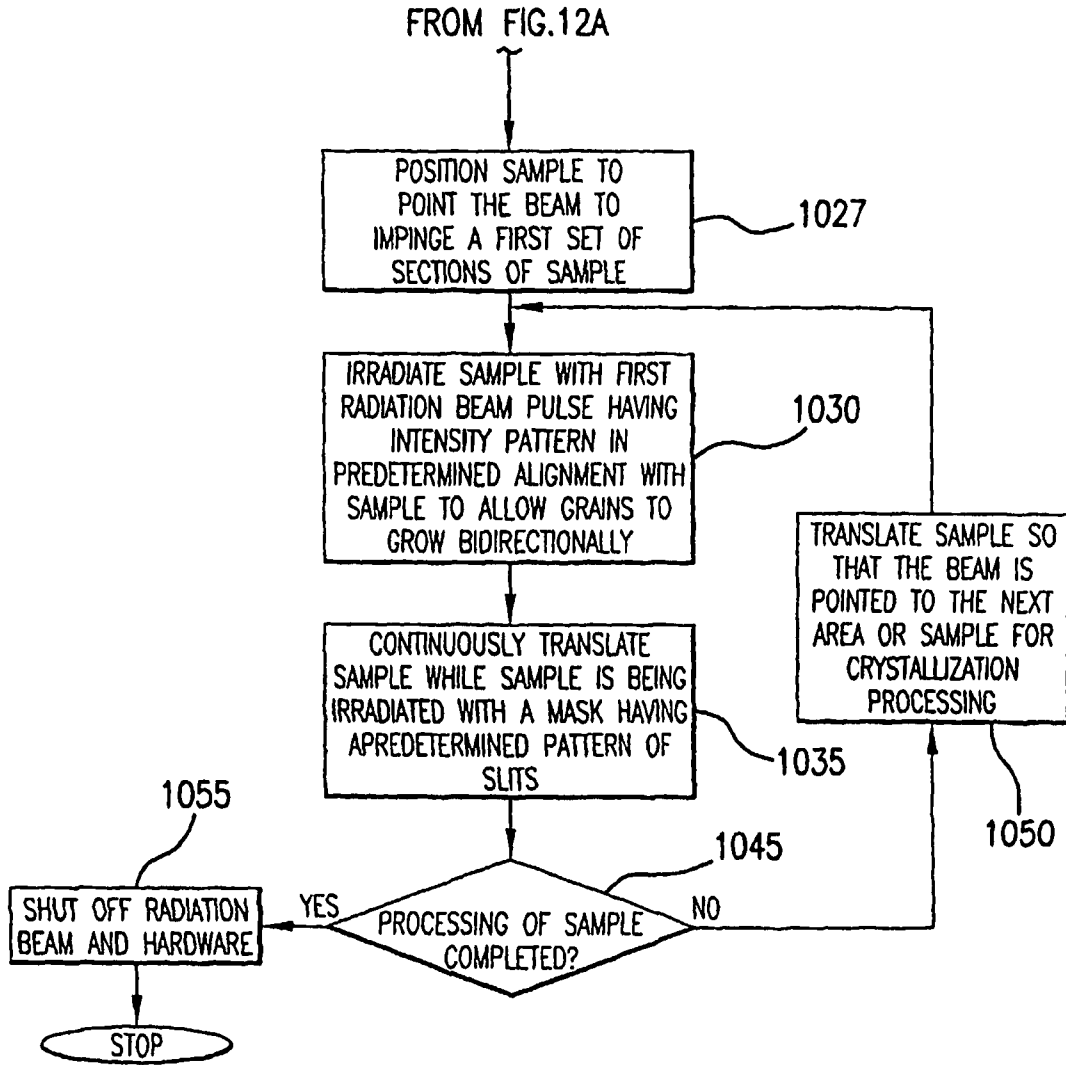 FROM FIG.12A
POSITION SAMPLE TO
POINT THE BEAM TO
IMPINGE A FIRST SET OF
SECTIONS OF SAMPLE
1027
IRRADIATE SAMPLE WITH FIRST
RADIATION BEAM PULSE HAVING
INTENSITY PATTERN IN
PREDETERMINED ALIGNMENT WITH
SAMPLE TO ALLOW GRAINS TO
GROW BIDIRECTIONALLY
1030
TRANSLATE SAMPLE SO
THAT THE BEAM IS
POINTED TO THE NEXT
AREA OR SAMPLE FOR
CRYSTALLIZATION
PROCESSING
1050
CONTINUOUSLY TRANSLATE
SAMPLE WHILE SAMPLE IS BEING
IRRADIATED WITH A MASK HAVING
APREDETERMINED PATTERN OF
SLITS
1035
1045
PROCESSING OF SAMPLE
COMPLETED?
YES
NO
1055
SHUT OFF RADIATION
BEAM AND HARDWARE
STOP